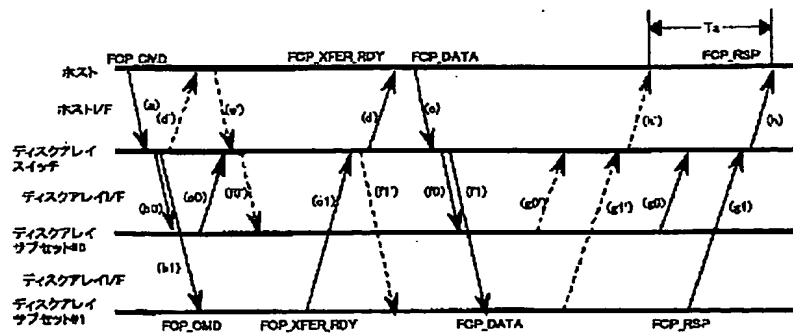 Ta
FCP_CMD
FCP_XFER_RDY
FCP_DATA
FCP_RSP
ホスト
ホストI/F
(a)
(d')
(e')
(d)
(e)
(h')
(h)
ディスクアレイ
スイッチ
ディスクアレイI/F
(b0)
(c0)
(f0')
(c1)
(f1')
(f0)
(f1)
(g0')
(g1')
(g0)
(g1)
ディスクアレイ
サブセット#0
ディスクアレイI/F
(b1)
ディスクアレイ
サブセット#1
FCP_CMD
FCP_XFER_RDY
FCP_DATA
FCP_RSP